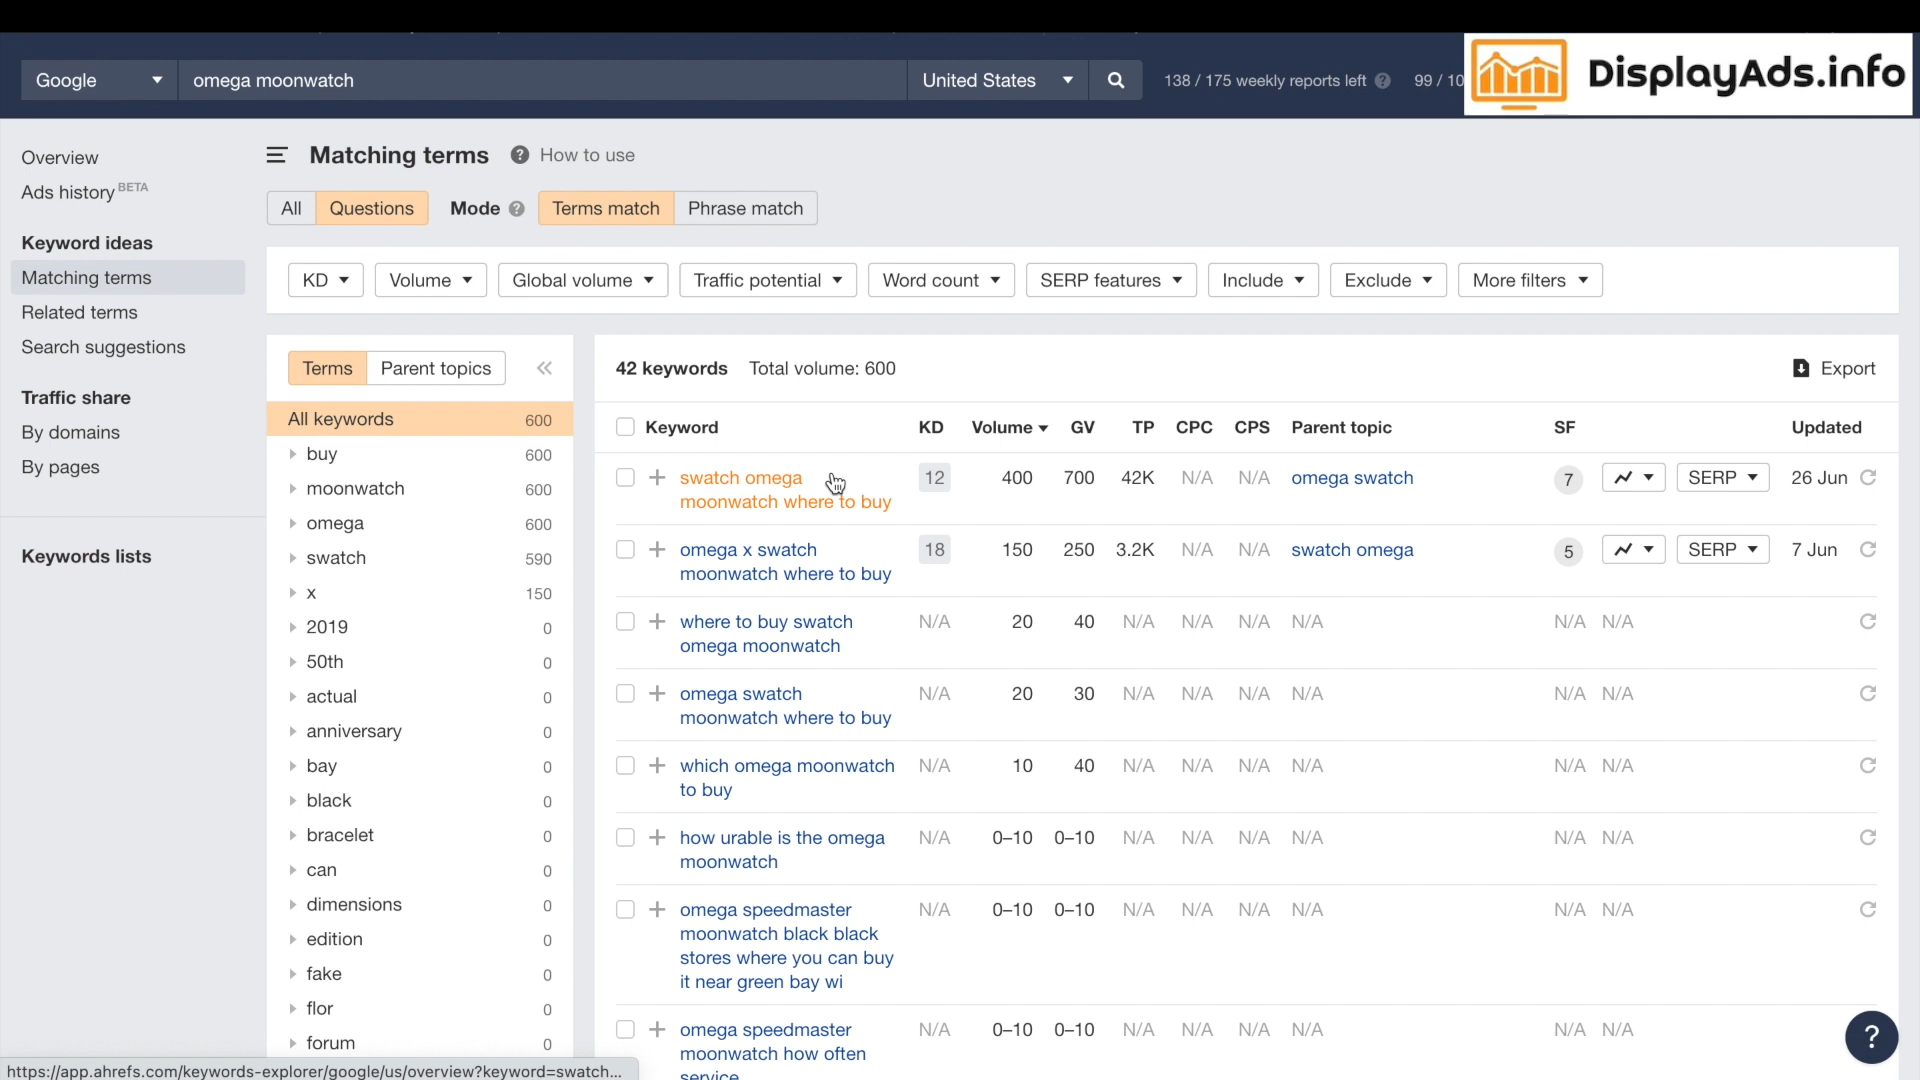 Google
omega moonwatch
United States
138 / 175 weekly reports left ?
99 / 10
DisplayAds.info
Overview
Ads history BETA
Keyword ideas
Matching terms
Related terms
Search suggestions
Traffic share
By domains
By pages
Keywords lists
Matching terms ? How to use
All Questions Mode ? Terms match Phrase match
KD Volume Global volume Traffic potential Word count SERP features Include Exclude More filters
Terms Parent topics
All keywords 600
buy 600
moonwatch 600
omega 600
swatch 590
x 150
2019 0
50th 0
actual 0
anniversary 0
bay 0
black 0
bracelet 0
can 0
dimensions 0
edition 0
fake 0
flor 0
forum 0
42 keywords Total volume: 600 Export
Keyword KD Volume GV TP CPC CPS Parent topic SF Updated
swatch omega 12 400 700 42K N/A N/A omega swatch 7 SERP 26 Jun
moonwatch where to buy
omega x swatch 18 150 250 3.2K N/A N/A swatch omega 5 SERP 7 Jun
moonwatch where to buy
where to buy swatch N/A 20 40 N/A N/A N/A N/A N/A N/A
omega moonwatch
omega swatch N/A 20 30 N/A N/A N/A N/A N/A N/A
moonwatch where to buy
which omega moonwatch N/A 10 40 N/A N/A N/A N/A N/A N/A
to buy
how urable is the omega N/A 0–10 0–10 N/A N/A N/A N/A N/A N/A
moonwatch
omega speedmaster N/A 0–10 0–10 N/A N/A N/A N/A N/A N/A
moonwatch black black
stores where you can buy
it near green bay wi
omega speedmaster N/A 0–10 0–10 N/A N/A N/A N/A N/A N/A
moonwatch how often
service
?
https://app.ahrefs.com/keywords-explorer/google/us/overview?keyword=swatch...